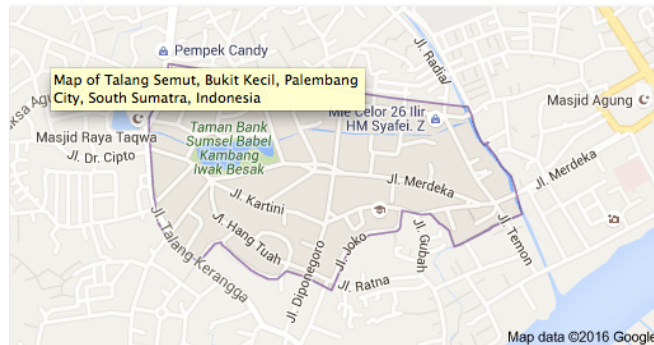 Pempek Candy
Jl. Radial
Map of Talang Semut, Bukit Kecil, Palembang
City, South Sumatra, Indonesia
Masjid Agung
Mie Celor 26 Ilir
HM Syafei. Z
Masjid Raya Taqwa
Taman Bank
Sumsel Babel
Kambang
Iwak Besak
Jl. Dr. Cipto
Jl. Merdeka
Jl. Merdeka
Jl. Kartini
Jl. Talang Kerangga
Jl. Hang Tuah
Jl. Diponegoro
Jl. Joko
Jl. Gubah
Jl. Temon
Jl. Ratna
Map data ©2016 Google